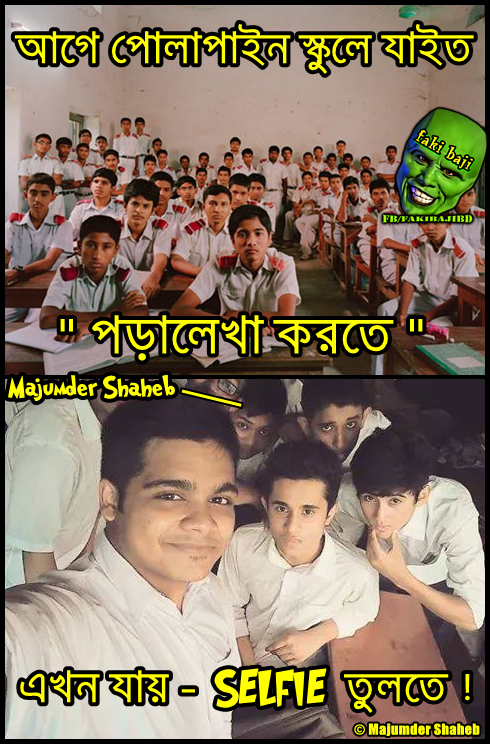 আগে পোলাপাইন স্কুলে যাইত
faki baji
FB/FAKIBAJIBD
" পড়ালেখা করতে "
Majumder Shaheb
এখন যায় - SELFIE তুলতে !
© Majumder Shaheb